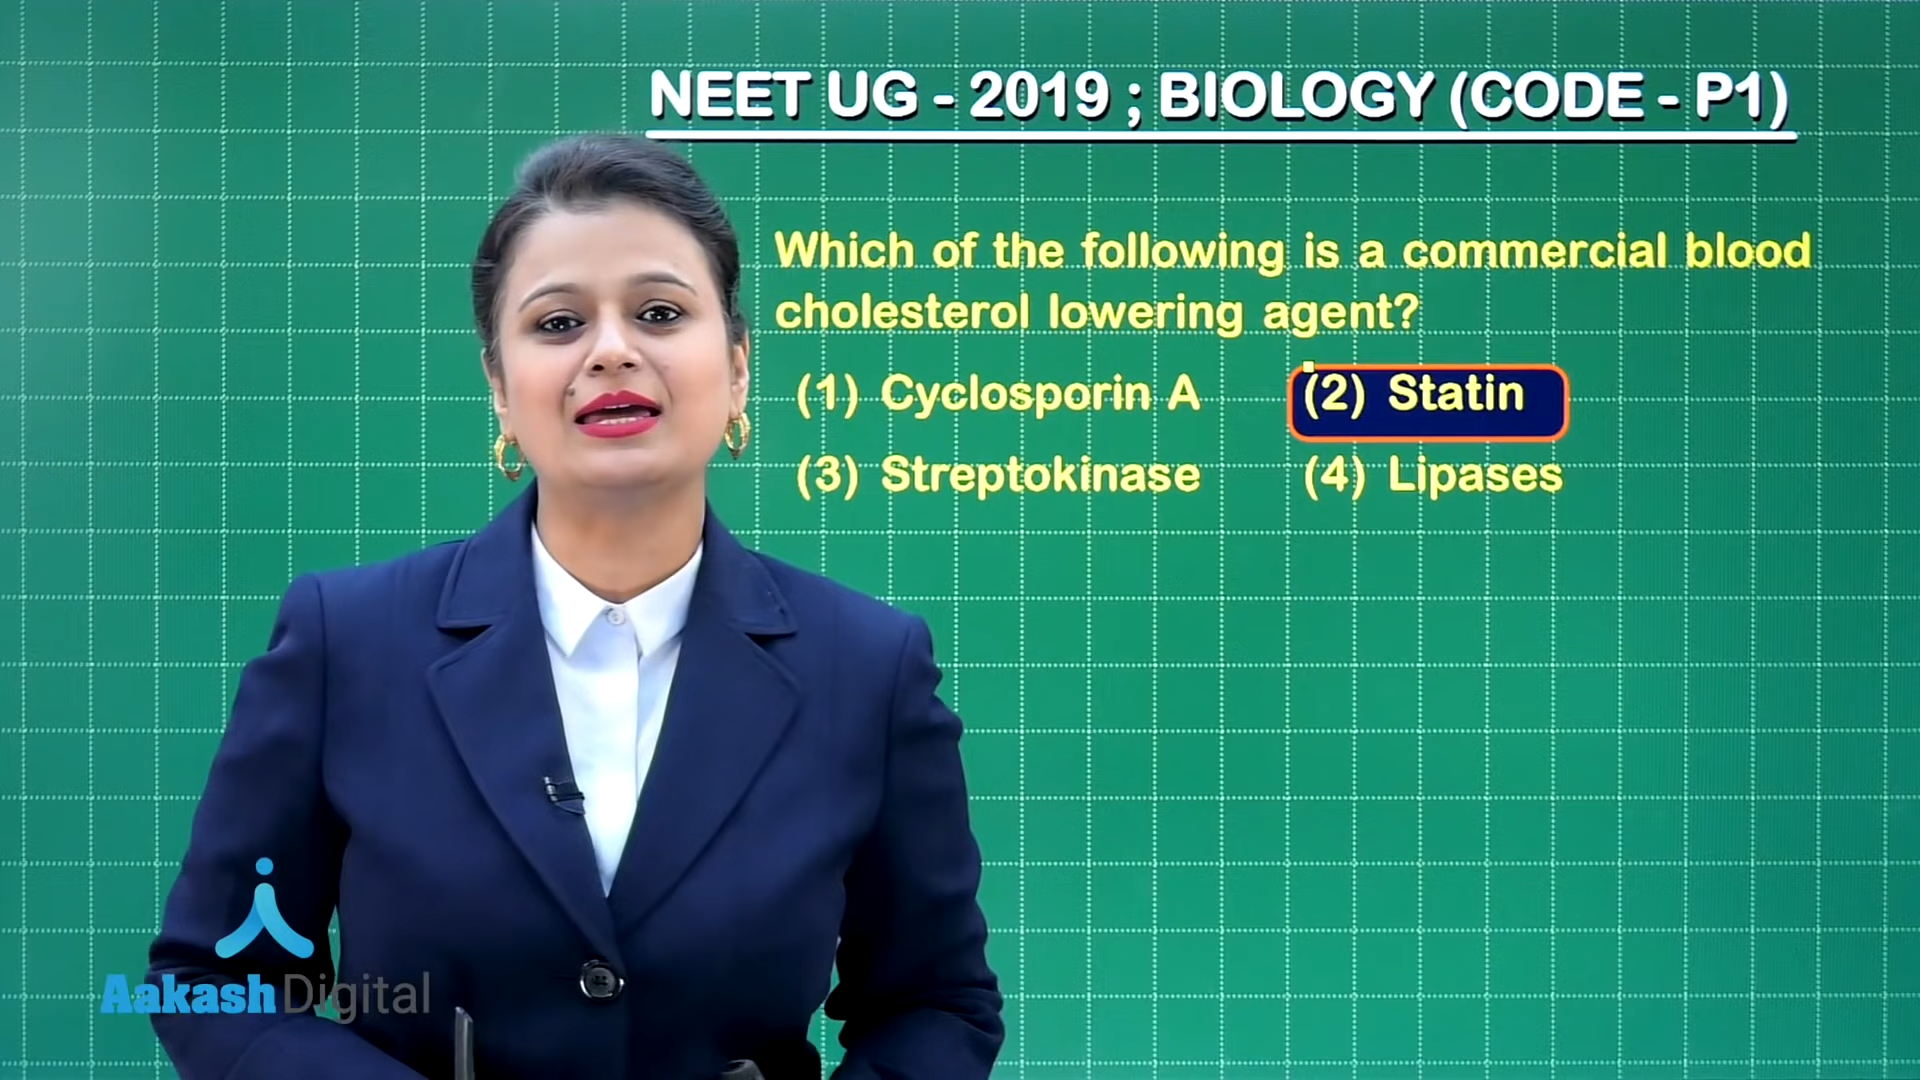 NEET UG - 2019 ; BIOLOGY (CODE - P1)
Which of the following is a commercial blood
cholesterol lowering agent?
(1) Cyclosporin A (2) Statin
(3) Streptokinase (4) Lipases
Aakash Digital